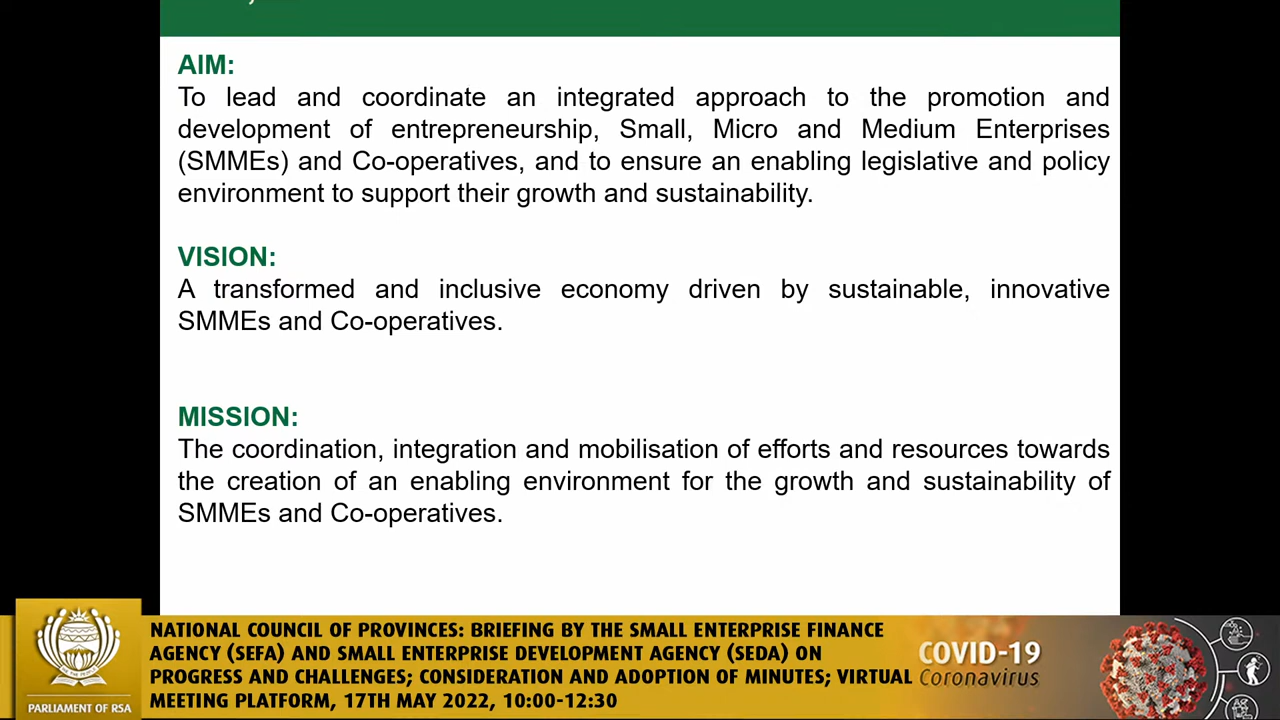 AIM:
To lead and coordinate an integrated approach to the promotion and
development of entrepreneurship, Small, Micro and Medium Enterprises
(SMMEs) and Co-operatives, and to ensure an enabling legislative and policy
environment to support their growth and sustainability.
VISION:
A transformed and inclusive economy driven by sustainable, innovative
SMMEs and Co-operatives.
MISSION:
The coordination, integration and mobilisation of efforts and resources towards
the creation of an enabling environment for the growth and sustainability of
SMMEs and Co-operatives.
PARLIAMENT OF RSA
NATIONAL COUNCIL OF PROVINCES: BRIEFING BY THE SMALL ENTERPRISE FINANCE
AGENCY (SEFA) AND SMALL ENTERPRISE DEVELOPMENT AGENCY (SEDA) ON
PROGRESS AND CHALLENGES; CONSIDERATION AND ADOPTION OF MINUTES; VIRTUAL
MEETING PLATFORM, 17TH MAY 2022, 10:00-12:30
COVID-19
Coronavirus